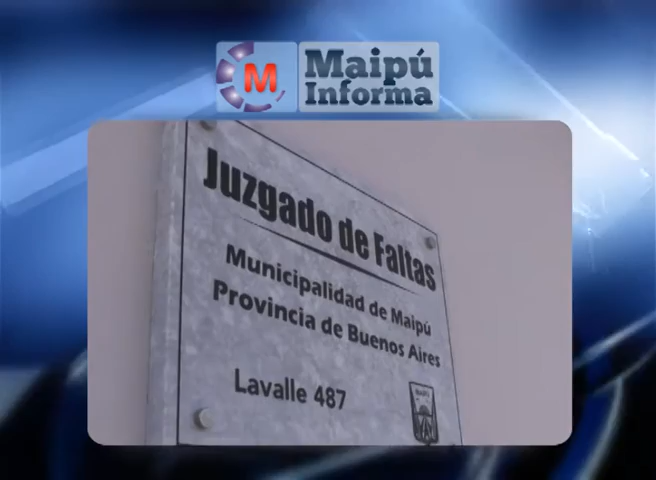 M
Maipú
Informa
Juzgado de Faltas
Municipalidad de Maipú
Provincia de Buenos Aires
Lavalle 487